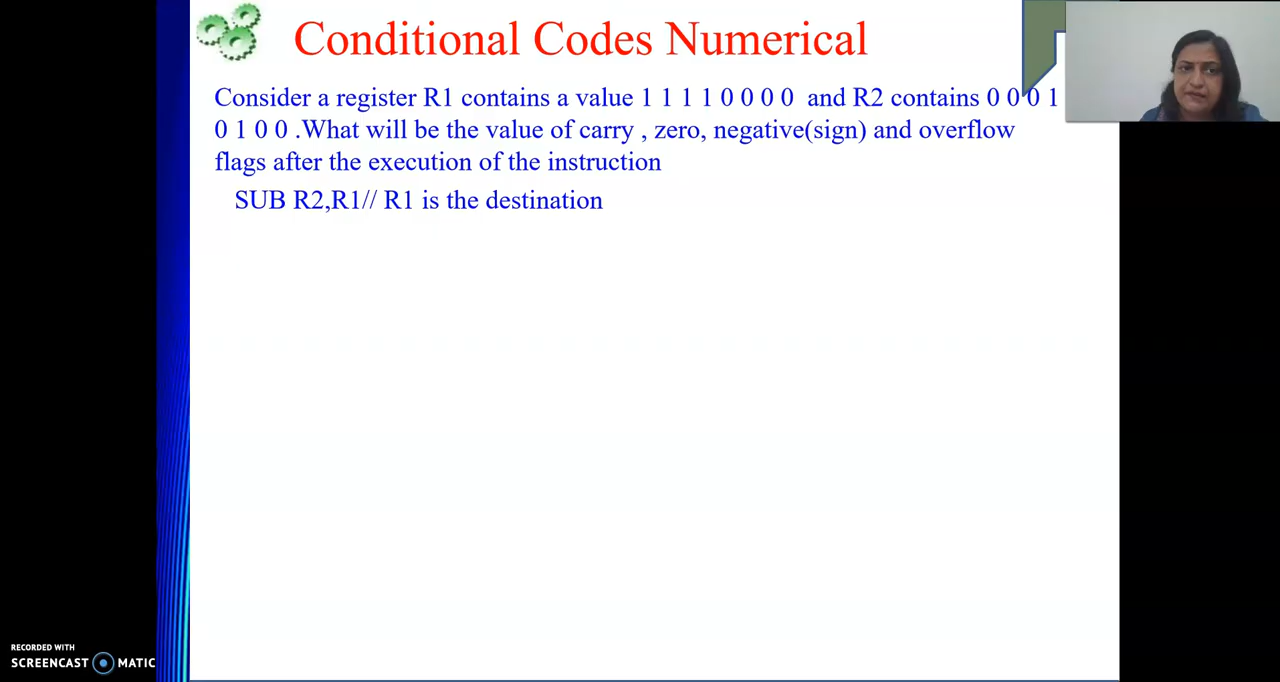 Conditional Codes Numerical
Consider a register R1 contains a value 1 1 1 1 0 0 0 0 and R2 contains 0 0 0 1
0 1 0 0 .What will be the value of carry , zero, negative(sign) and overflow
flags after the execution of the instruction
SUB R2,R1// R1 is the destination
RECORDED WITH
SCREENCAST MATIC